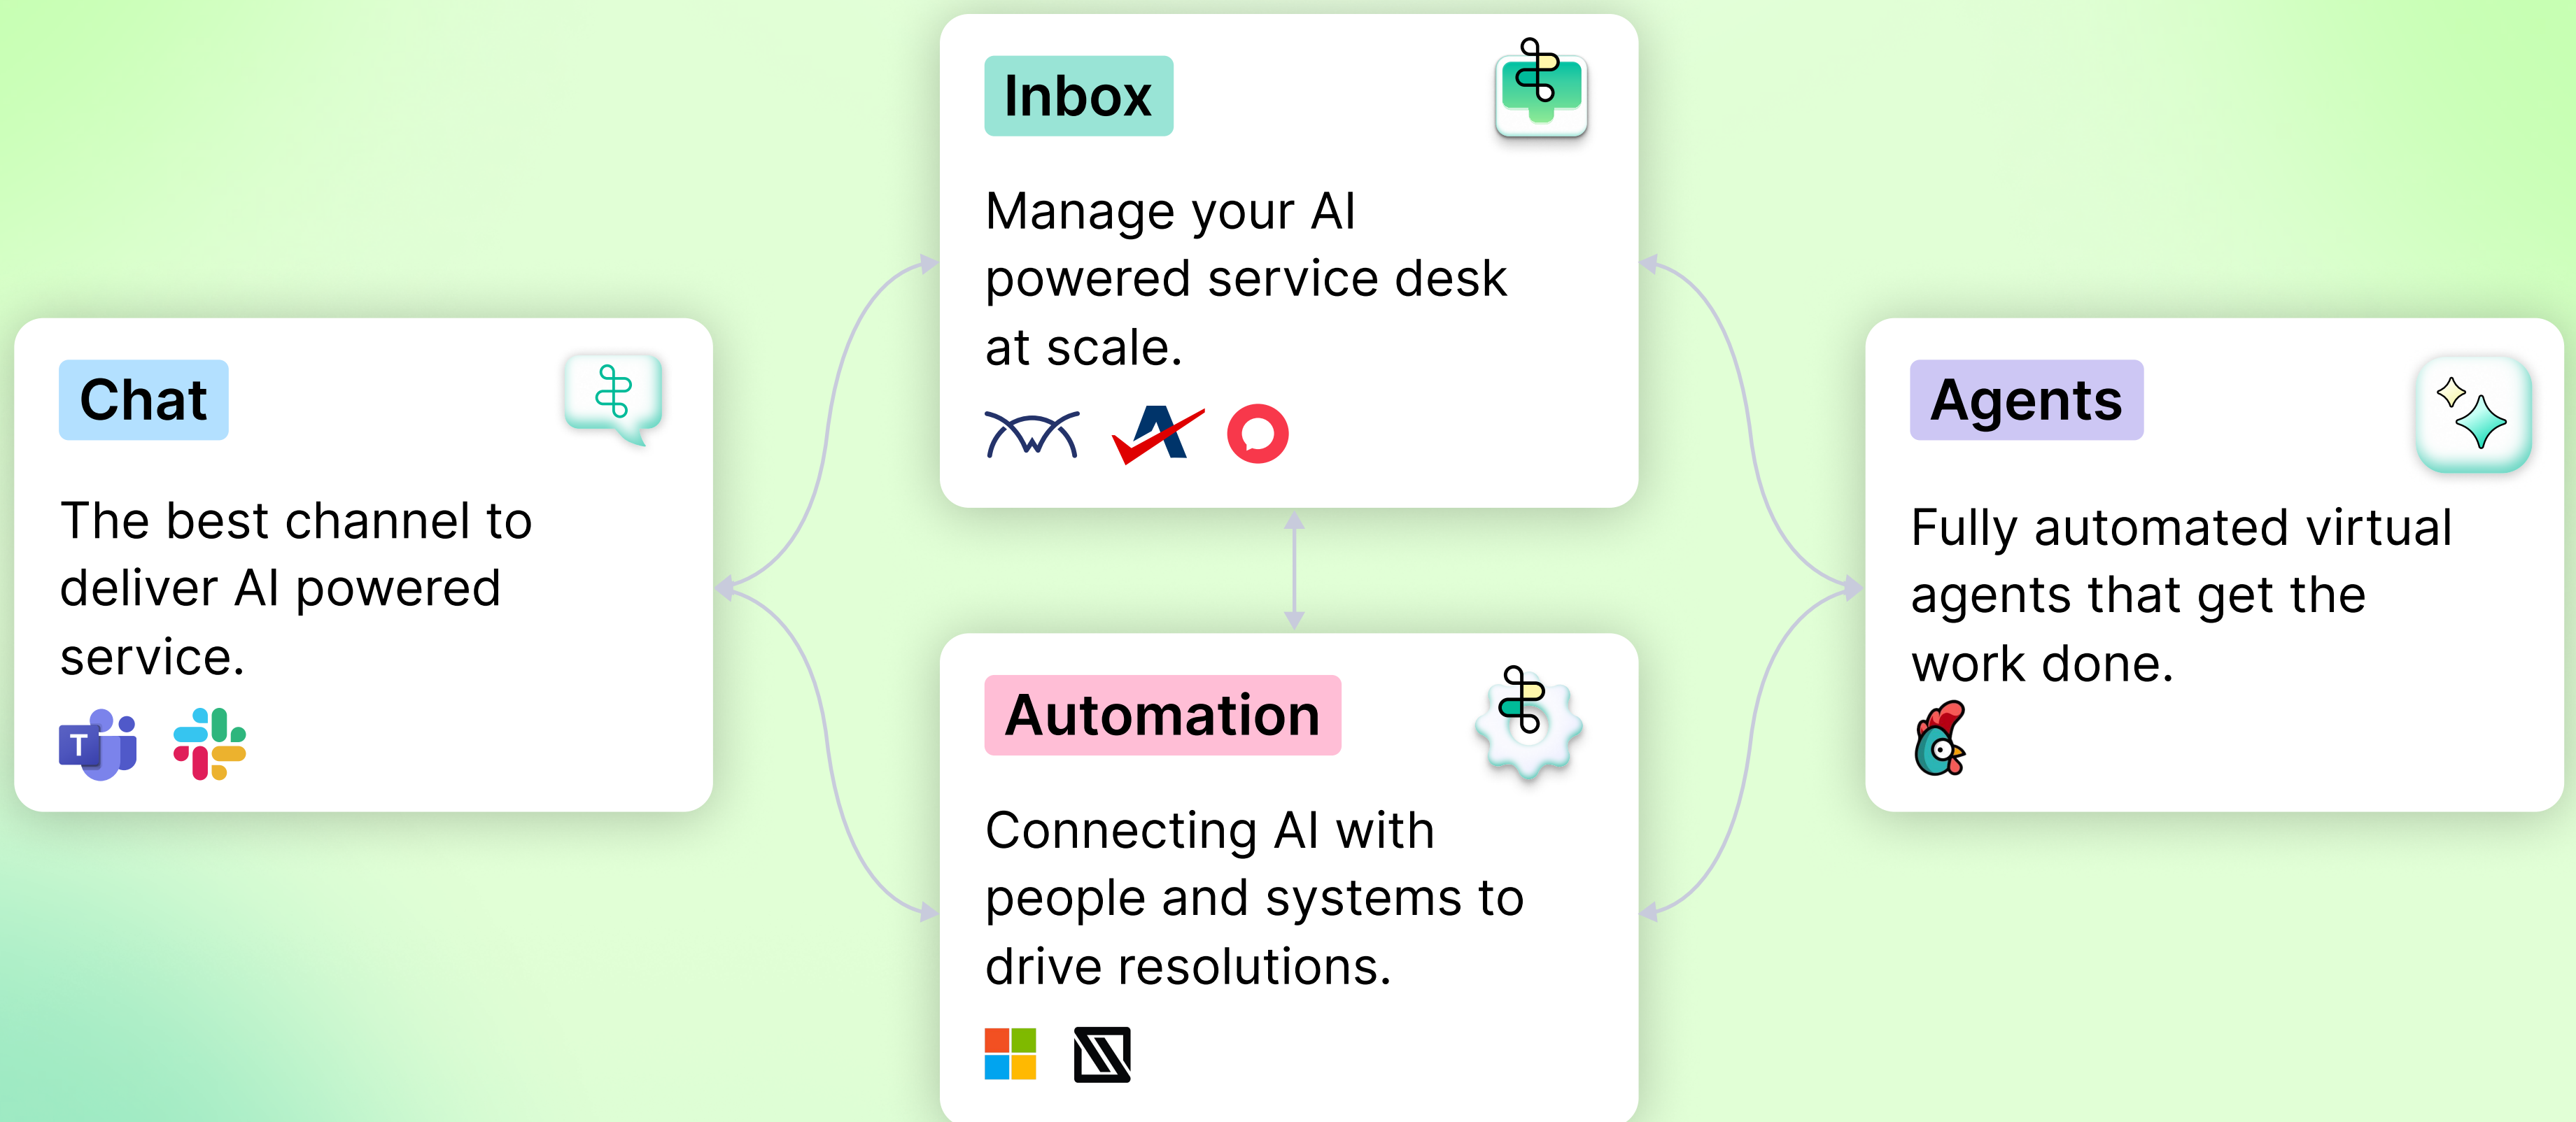 Inbox
Manage your AI
powered service desk
at scale.
Chat
The best channel to
deliver AI powered
service.
T
Agents
Fully automated virtual
agents that get the
work done.
Automation
Connecting AI with
people and systems to
drive resolutions.